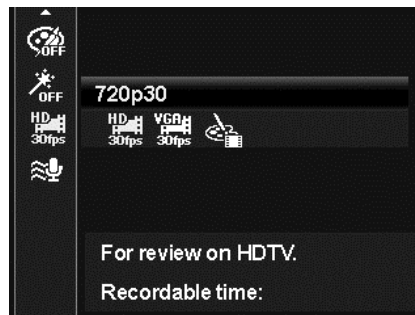 OFF
OFF
720p30
HD
30fps
HD VGA
30fps 30fps
For review on HDTV.
Recordable time: